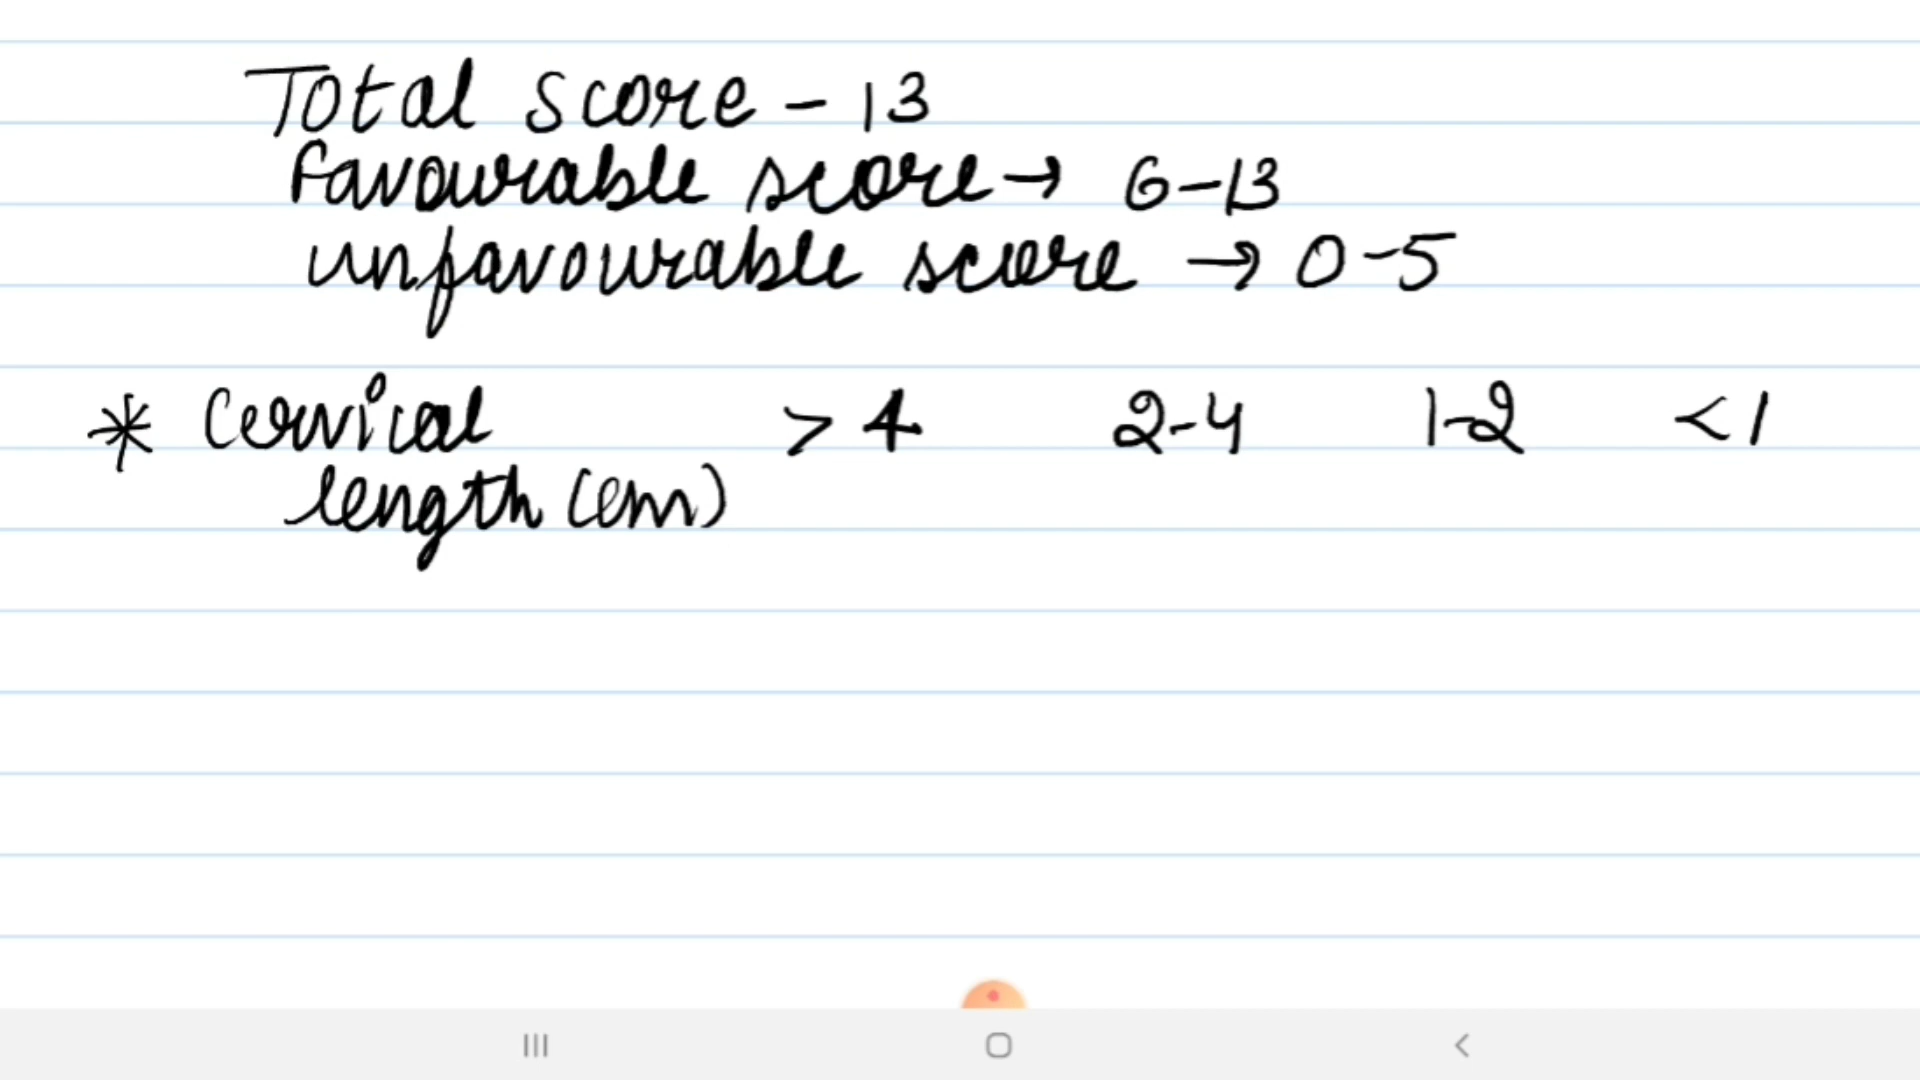 Total score - 13
favourable score → 6-13
unfavourable score → 0-5
* Cervical > 4 2-4 1-2 < 1
length (cm)